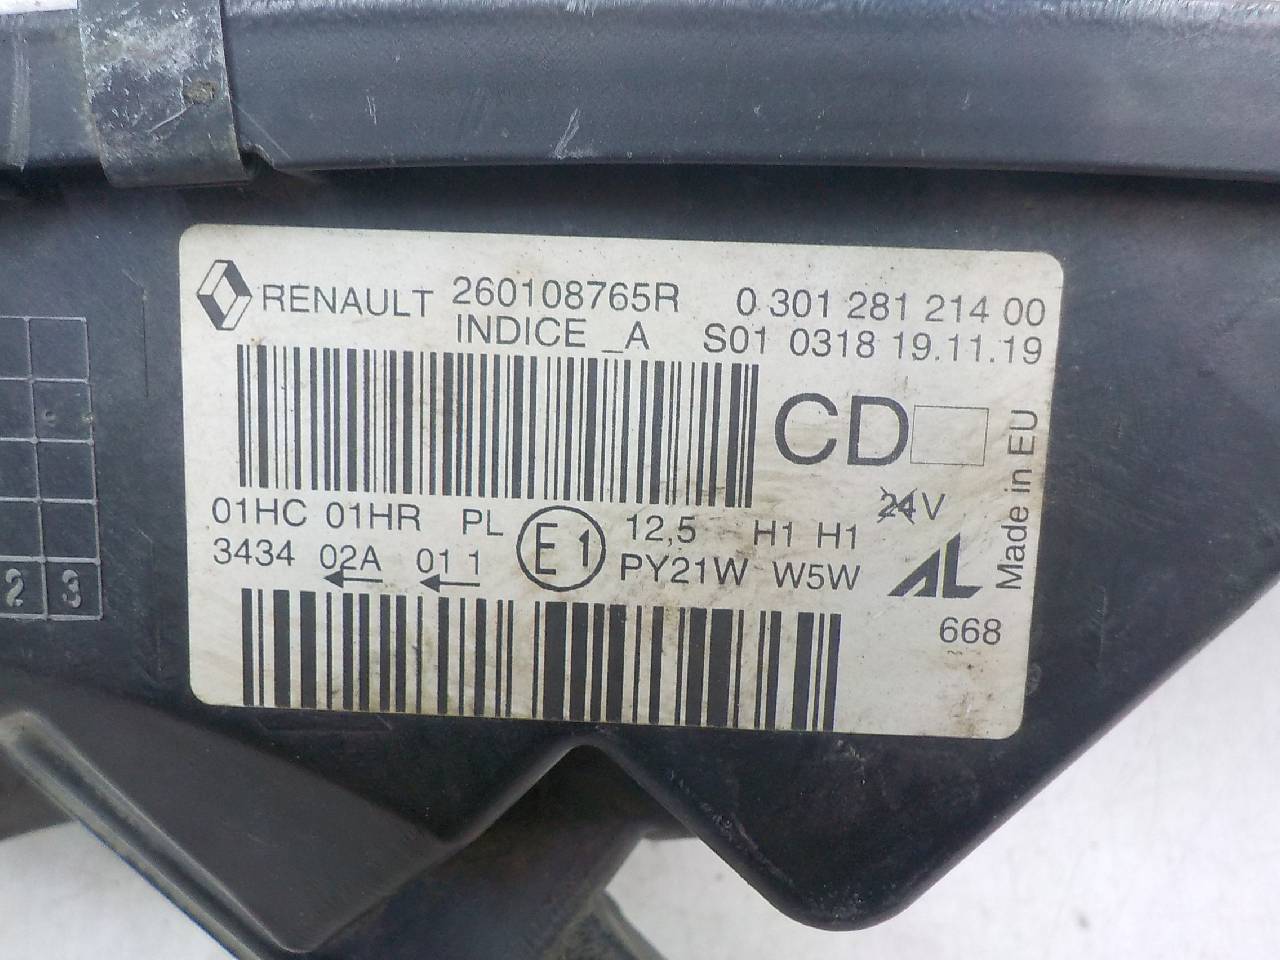 RENAULT 260108765R 0 301 281 214 00
INDICE _A S01 0318 19.11.19
CD
Made in EU
24V
01HC 01HR PL E1 12,5 H1 H1
3434 02A 01 1 PY21W W5W AL
668
2 3